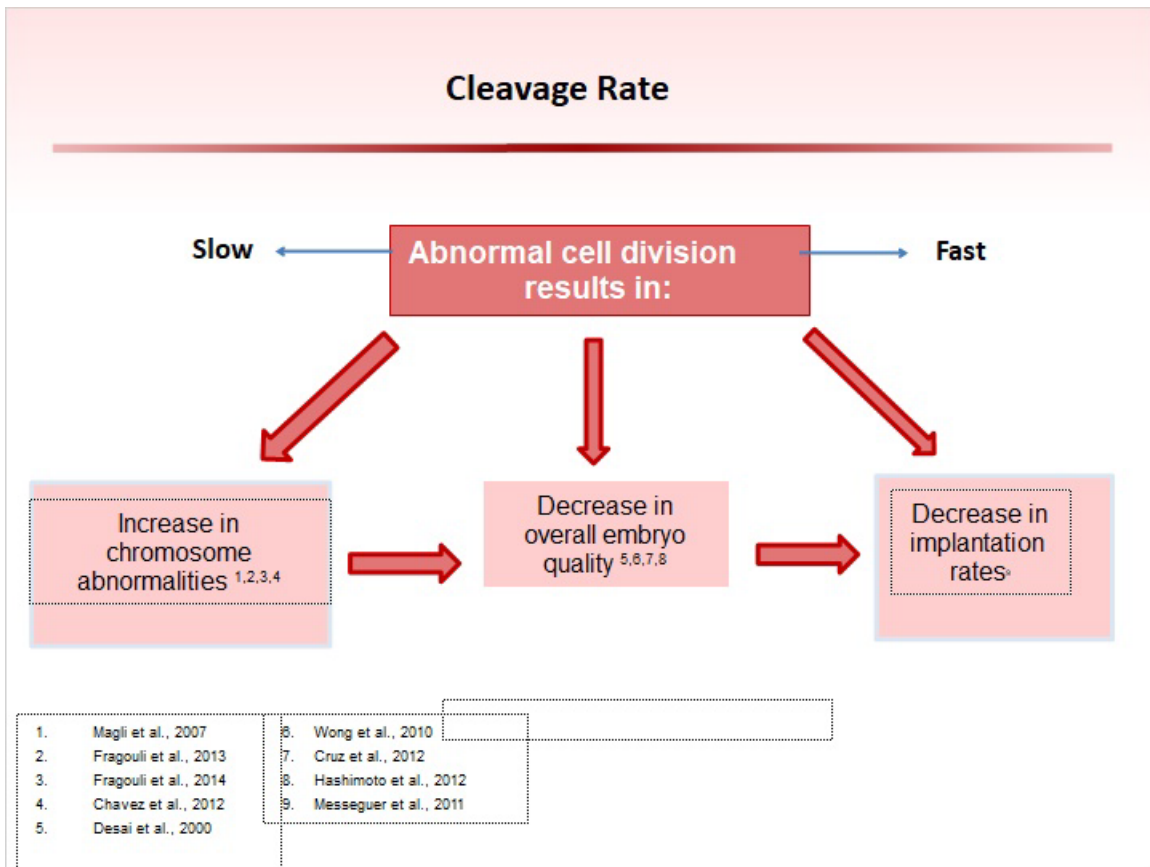 Cleavage Rate
Slow
Abnormal cell division
results in:
Fast
Increase in
chromosome
abnormalities 1,2,3,4
Decrease in
overall embryo
quality 5,6,7,8
Decrease in
implantation
rates9
1. Magli et al., 2007
2. Fragouli et al., 2013
3. Fragouli et al., 2014
4. Chavez et al., 2012
5. Desai et al., 2000
6. Wong et al., 2010
7. Cruz et al., 2012
8. Hashimoto et al., 2012
9. Messeguer et al., 2011